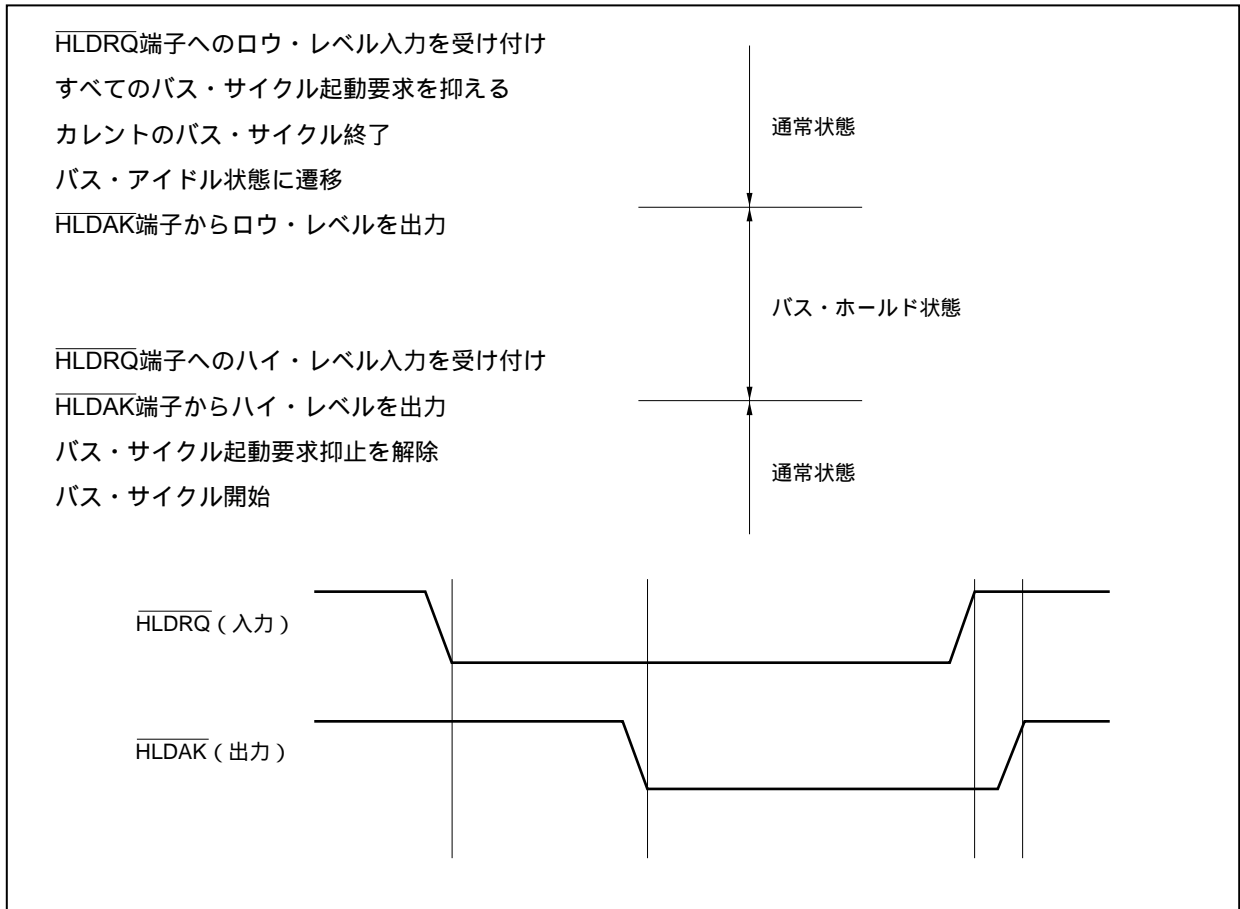 HLDRQ端子へのロウ・レベル入力を受け付け
すべてのバス・サイクル起動要求を抑える
カレントのバス・サイクル終了
バス・アイドル状態に遷移
HLDAK端子からロウ・レベルを出力
通常状態
バス・ホールド状態
HLDRQ端子へのハイ・レベル入力を受け付け
HLDAK端子からハイ・レベルを出力
バス・サイクル起動要求抑止を解除
バス・サイクル開始
通常状態
HLDRQ(入力)
HLDAK(出力)